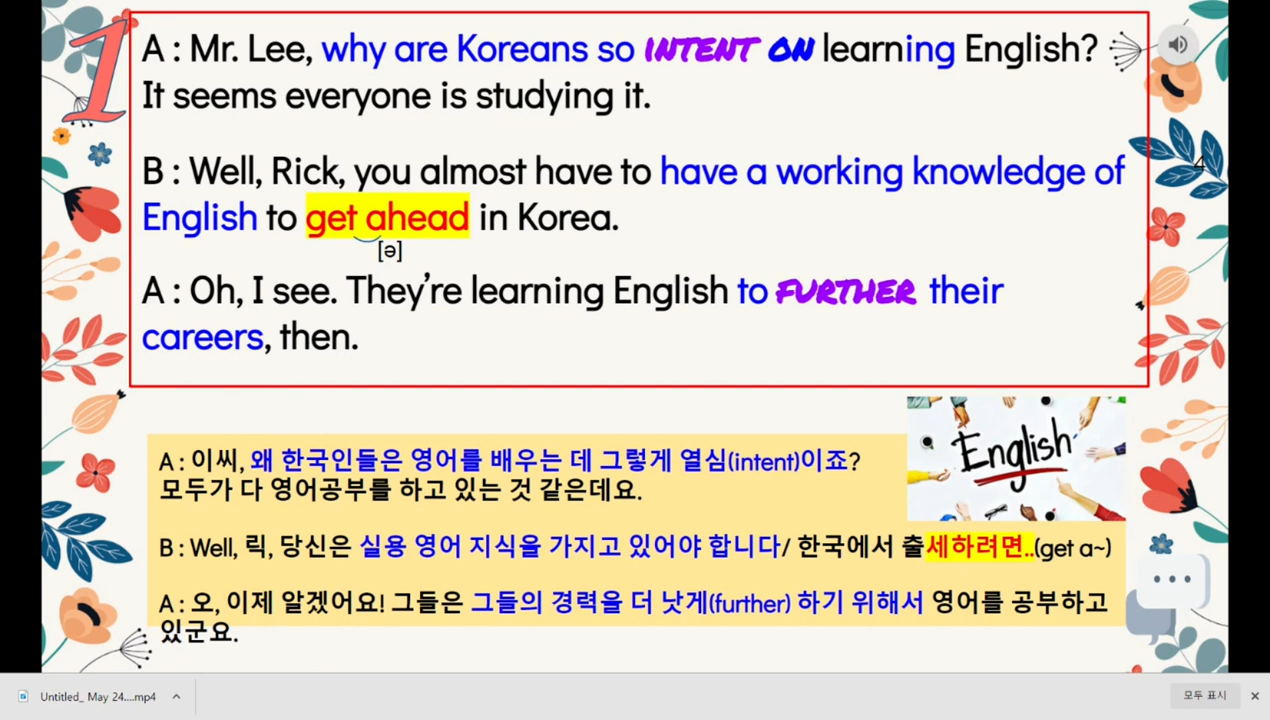 1
A : Mr. Lee, why are Koreans so INTENT ON learning English?
It seems everyone is studying it.
B : Well, Rick, you almost have to have a working knowledge of
English to get ahead in Korea.
[ə]
A : Oh, I see. They're learning English to FURTHER their
careers, then.
4
A : 이씨, 왜 한국인들은 영어를 배우는 데 그렇게 열심(intent)이죠?
모두가 다 영어공부를 하고 있는 것 같은데요.
English
B : Well, 릭, 당신은 실용 영어 지식을 가지고 있어야 합니다/ 한국에서 출세하려면..(get a~)
A : 오, 이제 알겠어요! 그들은 그들의 경력을 더 낫게(further) 하기 위해서 영어를 공부하고
있군요.
Untitled_ May 24....mp4
모두 표시